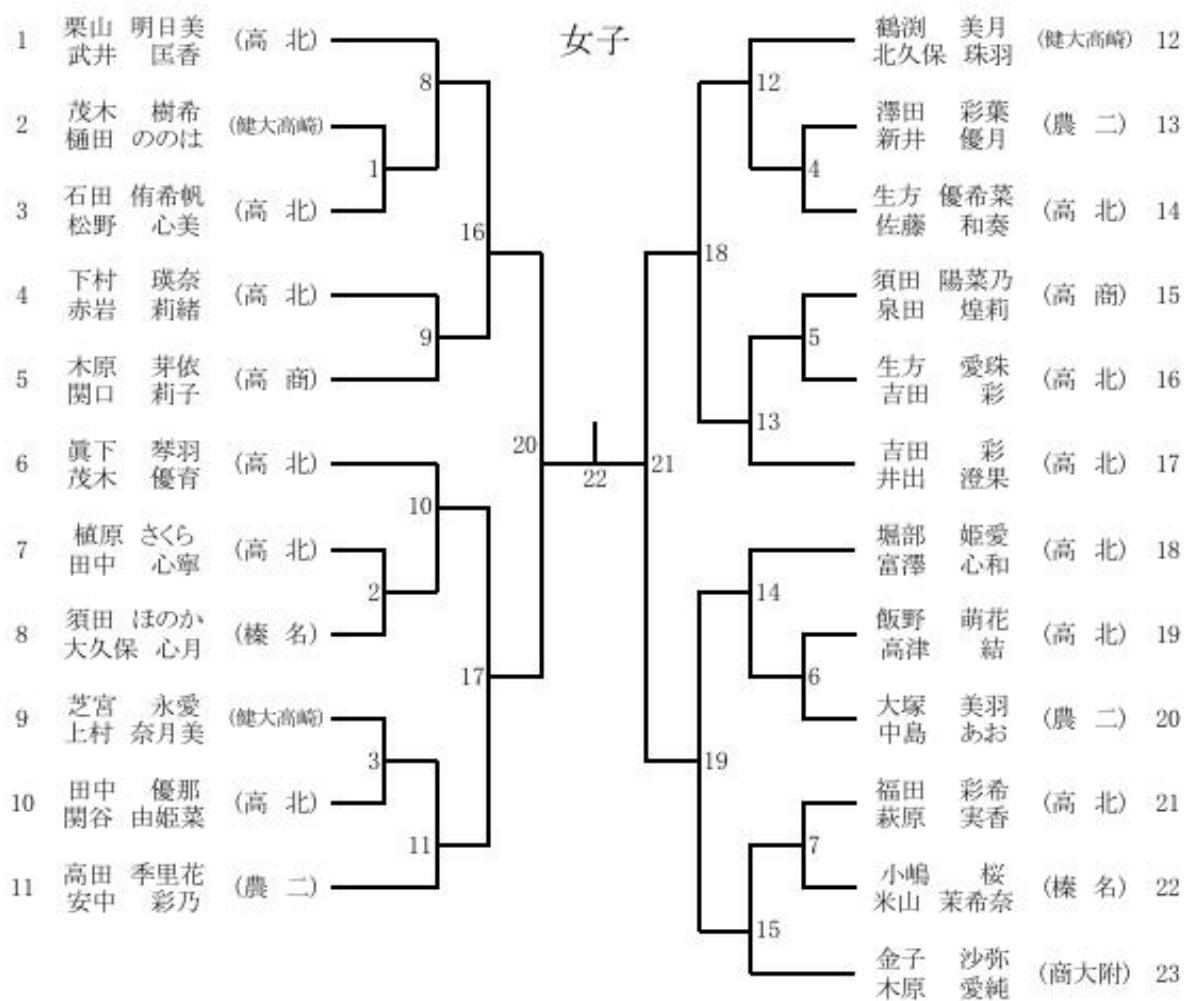 女子
1 栗山 明日美 (高 北)
武井 匡香
2 茂木 樹希 (健大高崎)
樋田 ののは
3 石田 侑希帆 (高 北)
松野 心美
4 下村 瑛奈 (高 北)
赤岩 莉緒
5 木原 芽依 (高 商)
関口 莉子
6 眞下 琴羽 (高 北)
茂木 優育
7 植原 さくら (高 北)
田中 心寧
8 須田 ほのか (榛 名)
大久保 心月
9 芝宮 永愛 (健大高崎)
上村 奈月美
10 田中 優那 (高 北)
関谷 由姫菜
11 高田 季里花 (農 二)
安中 彩乃
8
1
16
9
20
10
2
17
3
11
22
21
12
4
18
5
13
14
6
19
7
15
鶴渕 美月 (健大高崎) 12
北久保 珠羽
澤田 彩葉 (農 二) 13
新井 優月
生方 優希菜 (高 北) 14
佐藤 和奏
須田 陽菜乃 (高 商) 15
泉田 煌莉
生方 愛珠 (高 北) 16
吉田 彩
吉田 彩 (高 北) 17
井出 澄果
堀部 姫愛 (高 北) 18
富澤 心和
飯野 萌花 (高 北) 19
高津 結
大塚 美羽 (農 二) 20
中島 あお
福田 彩希 (高 北) 21
萩原 実香
小嶋 桜 (榛 名) 22
米山 茉希奈
金子 沙弥 (商大附) 23
木原 愛純